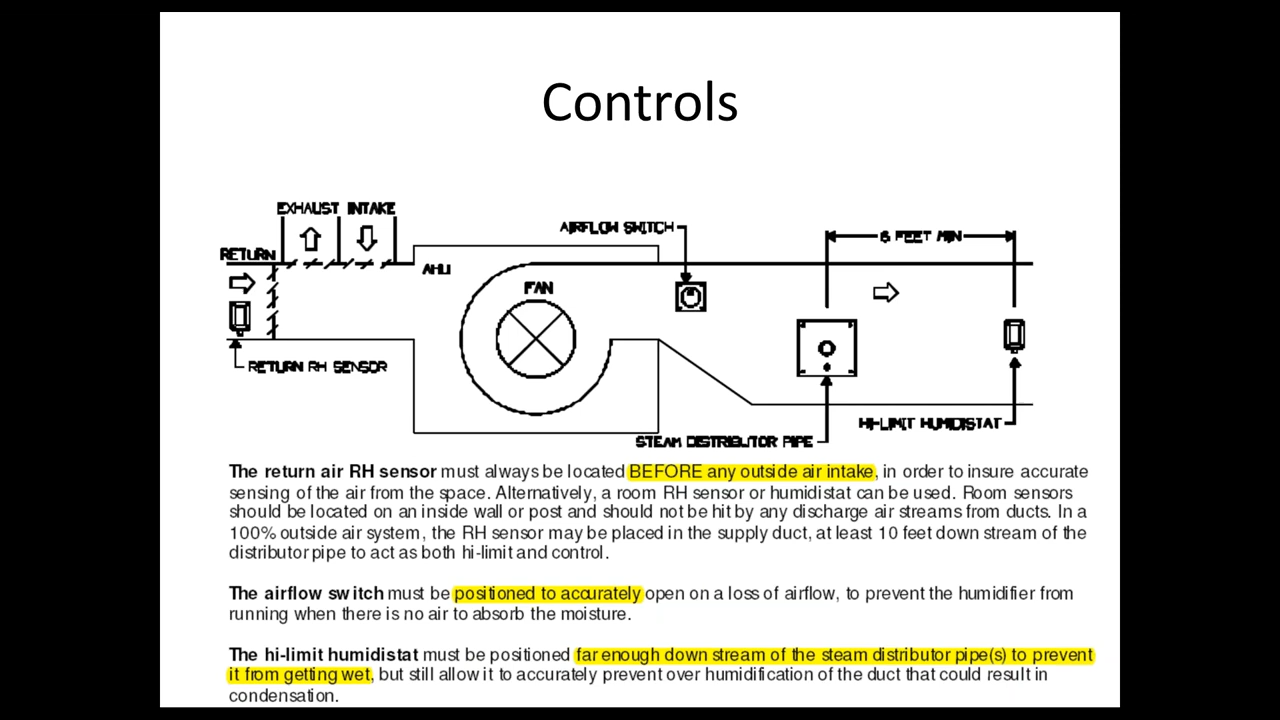 Controls
EXHAUST INTAKE
AIRFLOW SWITCH
6 FEET MIN
RETURN
AHU
FAN
RETURN RH SENSOR
HI-LIMIT HUMIDISTAT
STEAM DISTRIBUTOR PIPE
The return air RH sensor must always be located BEFORE any outside air intake, in order to insure accurate
sensing of the air from the space. Alternatively, a room RH sensor or humidistat can be used. Room sensors
should be located on an inside wall or post and should not be hit by any discharge air streams from ducts. In a
100% outside air system, the RH sensor may be placed in the supply duct, at least 10 feet down stream of the
distributor pipe to act as both hi-limit and control.
The airflow switch must be positioned to accurately open on a loss of airflow, to prevent the humidifier from
running when there is no air to absorb the moisture.
The hi-limit humidistat must be positioned far enough down stream of the steam distributor pipe(s) to prevent
it from getting wet, but still allow it to accurately prevent over humidification of the duct that could result in
condensation.